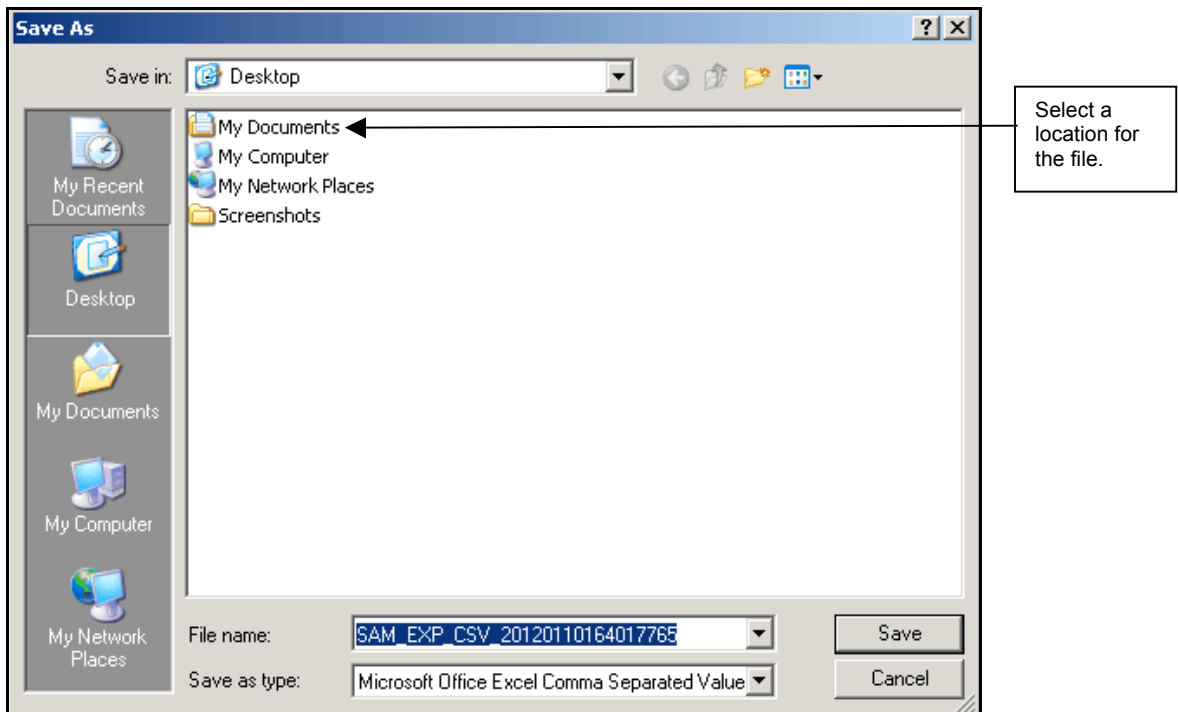 Save As
Save in:
Desktop
My Recent
Documents
Desktop
My Documents
My Computer
My Network
Places
My Documents
My Computer
My Network Places
Screenshots
File name:
SAM_EXP_CSV_20120110164017765
Save
Save as type:
Microsoft Office Excel Comma Separated Value
Cancel
Select a
location for
the file.